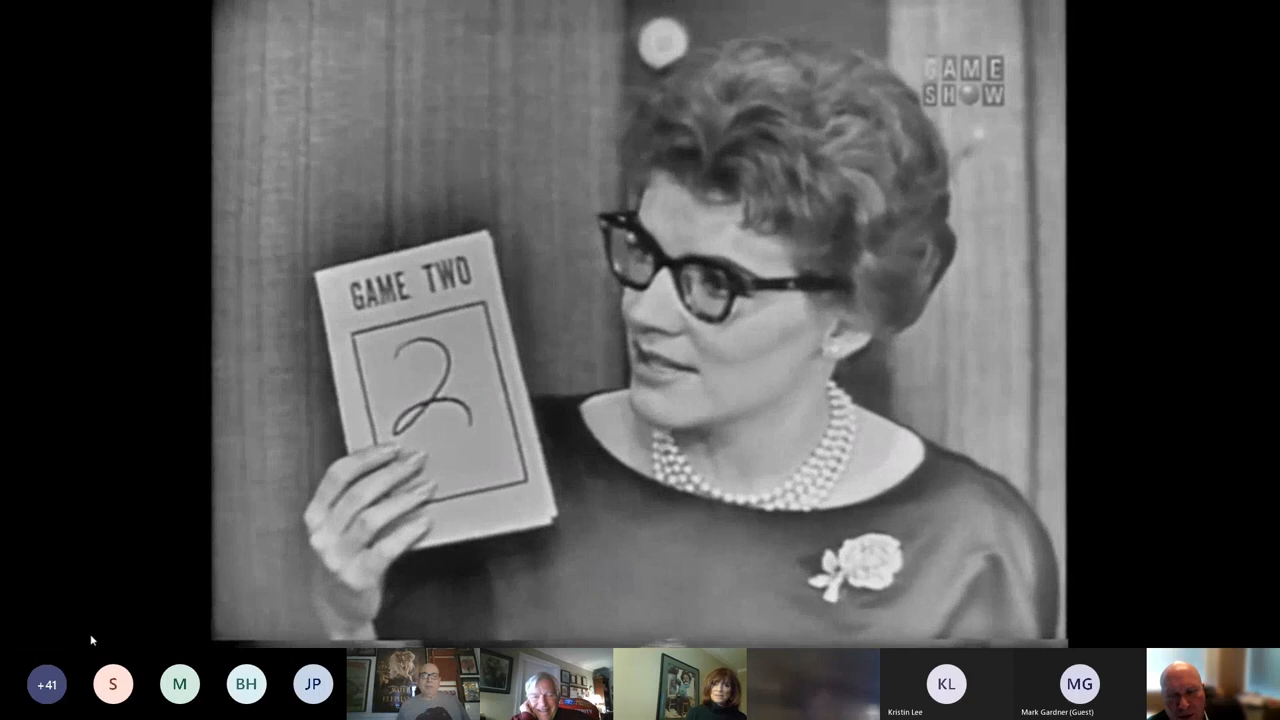 GAME
SHOW
GAME TWO
2
+41
S
M
BH
JP
KL
MG
Kristin Lee
Mark Gardner (Guest)